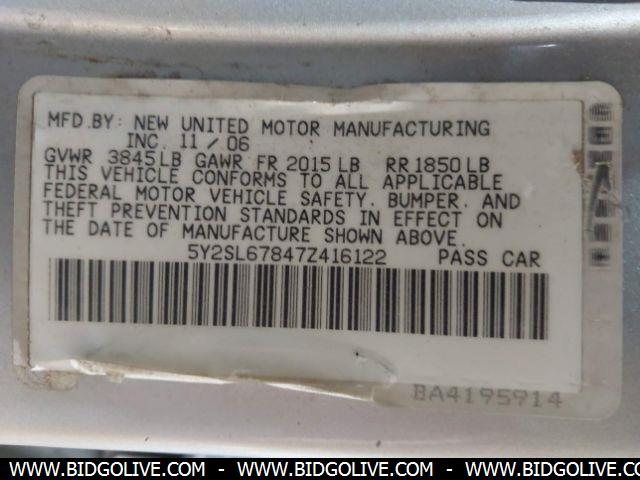 MFD.BY: NEW UNITED MOTOR MANUFACTURING
INC. 11/06
GVWR 3845LB GAWR FR 2015LB RR 1850LB
THIS VEHICLE CONFORMS TO ALL APPLICABLE
FEDERAL MOTOR VEHICLE SAFETY, BUMPER, AND
THEFT PREVENTION STANDARDS IN EFFECT ON
THE DATE OF MANUFACTURE SHOWN ABOVE.
5Y2SL67847Z416122 PASS CAR
BA4195914
WWW.BIDGOLIVE.COM - WWW.BIDGOLIVE.COM - WWW.BIDGOLIVE.COM